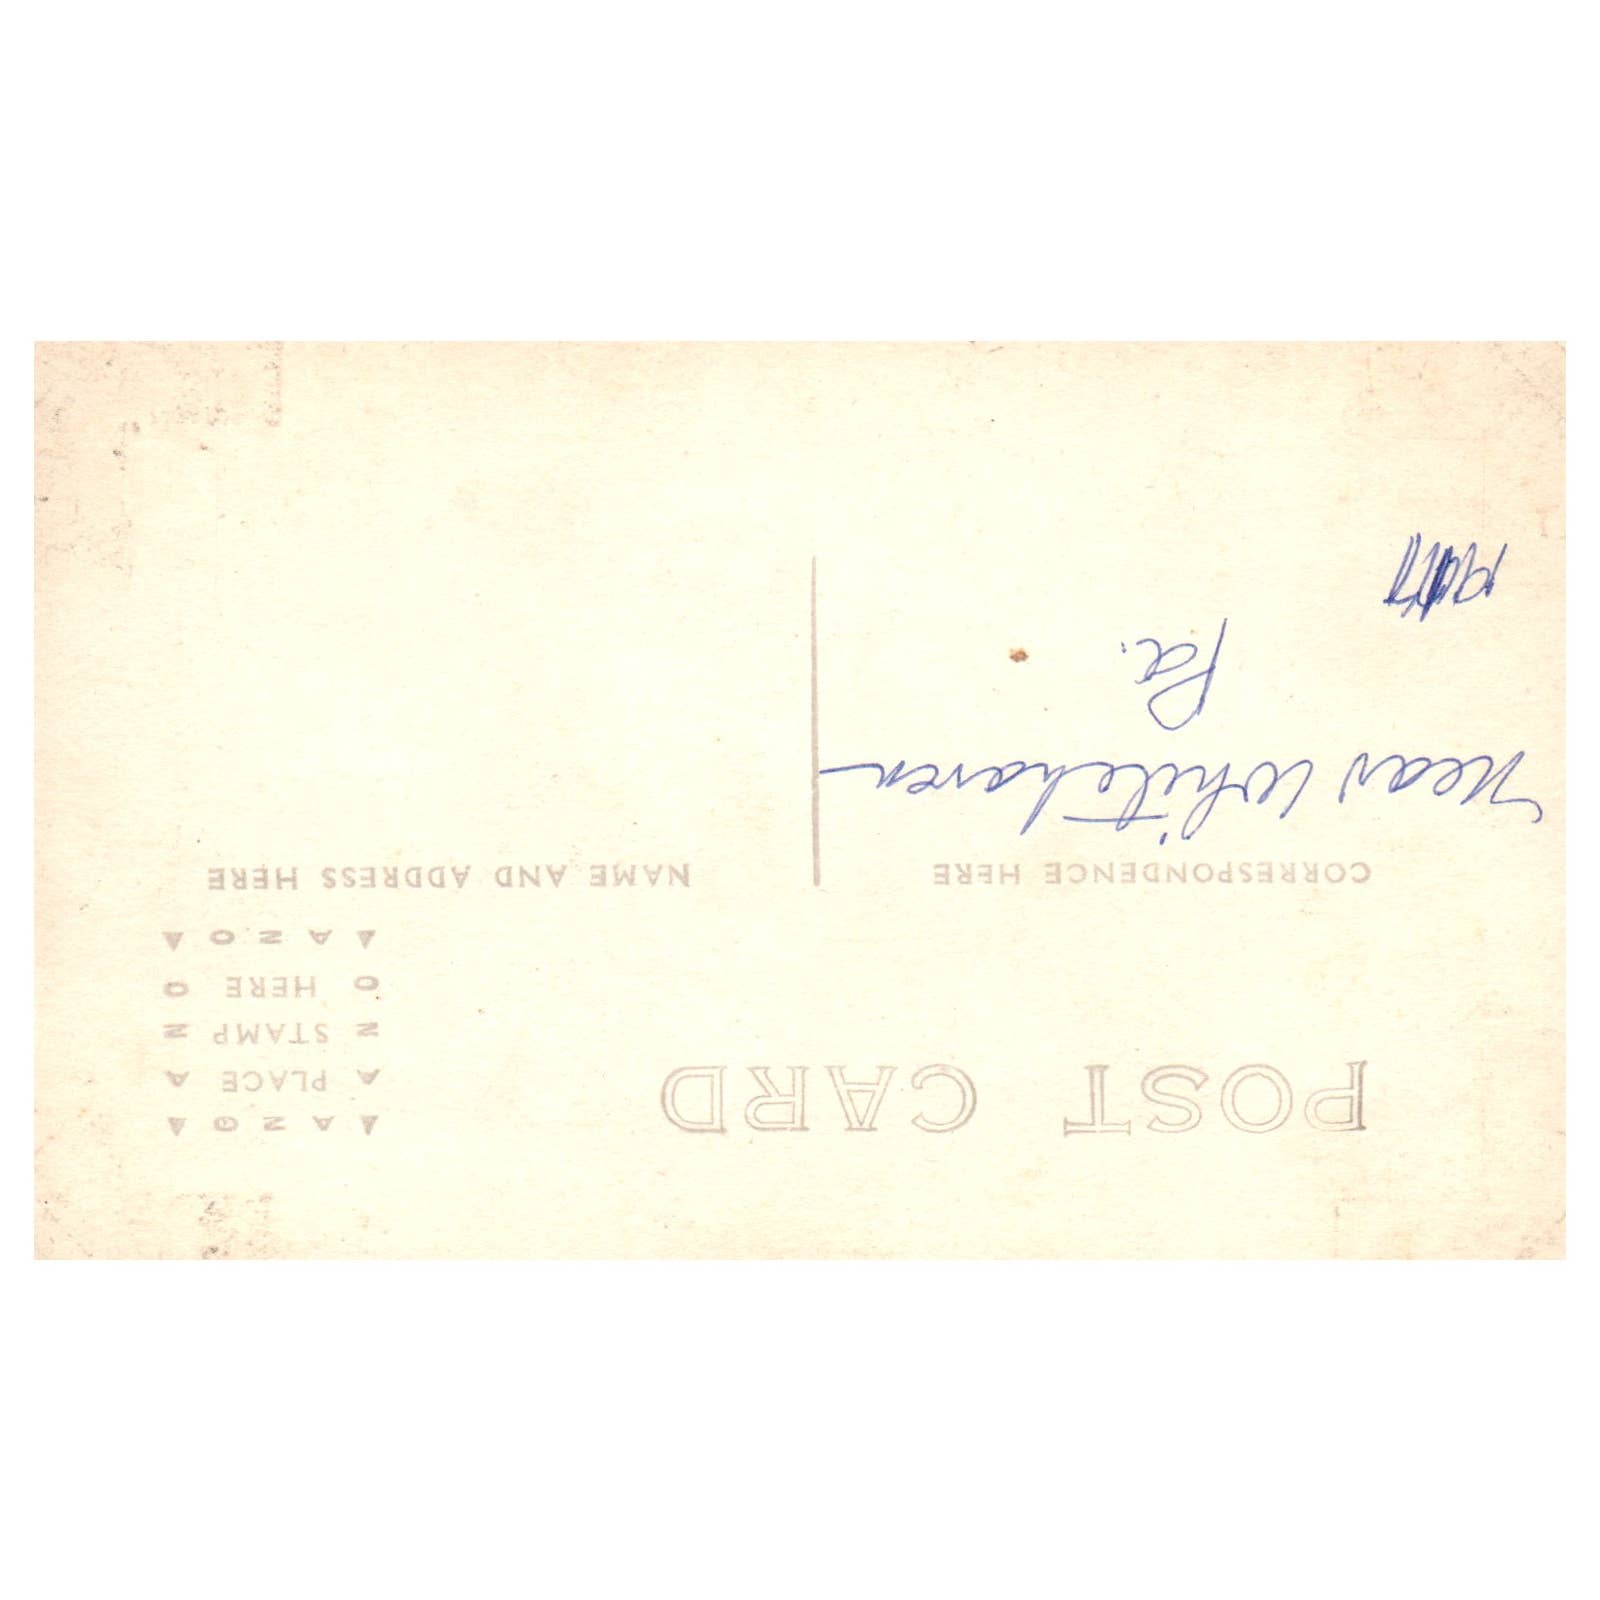 POST CARD
▲ A Z O ▲
A PLACE A
Z STAMP Z
O HERE O
▲ A Z O ▲
CORRESPONDENCE HERE
NAME AND ADDRESS HERE
Near Whitehaven
Pa.